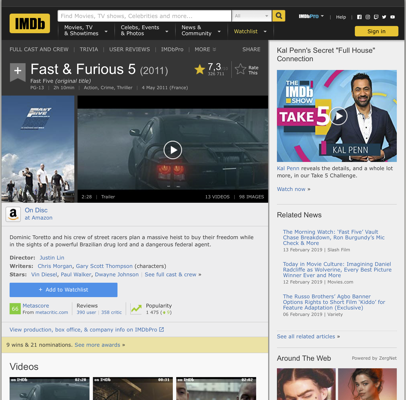 IMDb
Find Movies, TV shows, Celebrities and more...
All
IMDbPro
Help
Movies, TV
& Showtimes
Celebs, Events
& Photos
News &
Community
Watchlist
Sign in
FULL CAST AND CREW | TRIVIA | USER REVIEWS | IMDbPro | MORE
SHARE
Fast & Furious 5 (2011)
Fast Five (original title)
PG-13 | 2h 10min | Action, Crime, Thriller | 4 May 2011 (France)
7,3
Rate
This
2:28 | Trailer
13 VIDEOS | 98 IMAGES
On Disc
at Amazon
Dominic Toretto and his crew of street racers plan a massive heist to buy their freedom while
in the sights of a powerful Brazilian drug lord and a dangerous federal agent.
Director: Justin Lin
Writers: Chris Morgan, Gary Scott Thompson (characters)
Stars: Vin Diesel, Paul Walker, Dwayne Johnson | See full cast & crew »
+ Add to Watchlist
Metascore
From metacritic.com
Reviews
390 user | 358 critic
Popularity
1 475
View production, box office, & company info on IMDbPro
9 wins & 21 nominations. See more awards »
Videos
Kal Penn's Secret "Full House"
Connection
THE
IMDb
SHOW
TAKE 5
KAL PENN
Kal Penn reveals the details, and a whole lot
more, in our Take 5 Challenge.
Watch now »
Related News
The Morning Watch: 'Fast Five' Vault
Chase Breakdown, Ron Burgundy's Mic
Check & More
13 February 2019 | Slash Film
Today in Movie Culture: Imagining Daniel
Radcliffe as Wolverine, Every Best Picture
Winner Ever and More
12 February 2019 | Movies.com
The Russo Brothers' Agbo Banner
Options Rights to Short Film 'Kiddo' for
Feature Adaptation (Exclusive)
06 February 2019 | Variety
See all related articles »
Around The Web
Powered by ZergNet